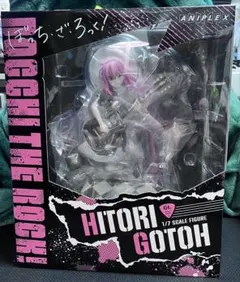 ぼっち・ざ・ろっく!
ANIPLEX
BOCCHI THE ROCK!
HITORI
GOTOH
1/7 SCALE FIGURE